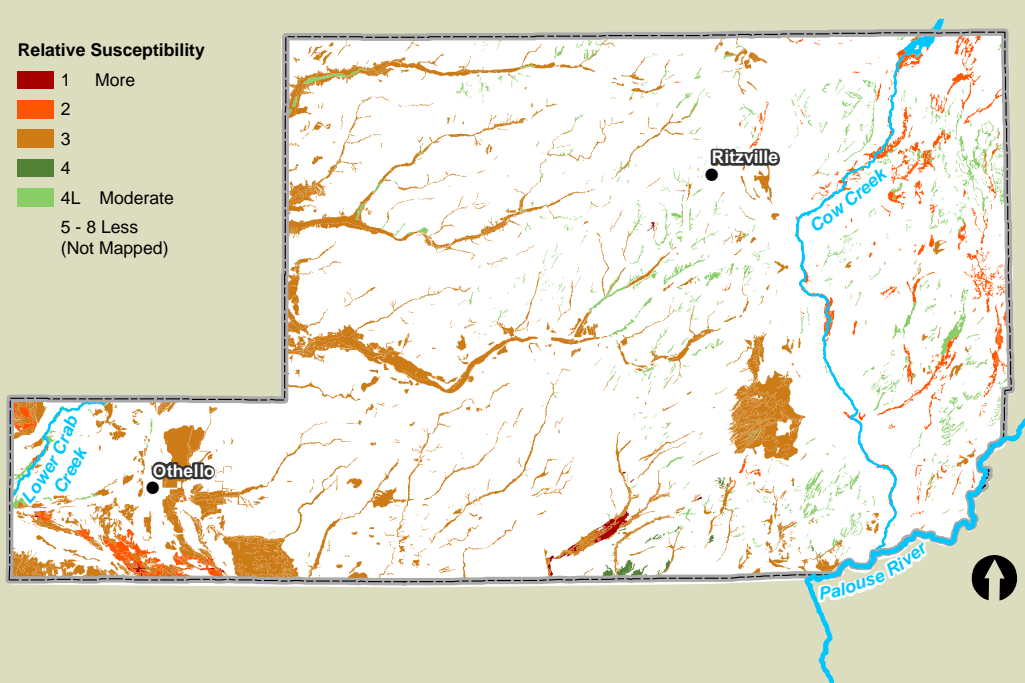 Relative Susceptibility
1 More
2
3
4
4L Moderate
5 - 8 Less
(Not Mapped)
Ritzville
Cow Creek
Lower Crab
Creek
Othello
Palouse River